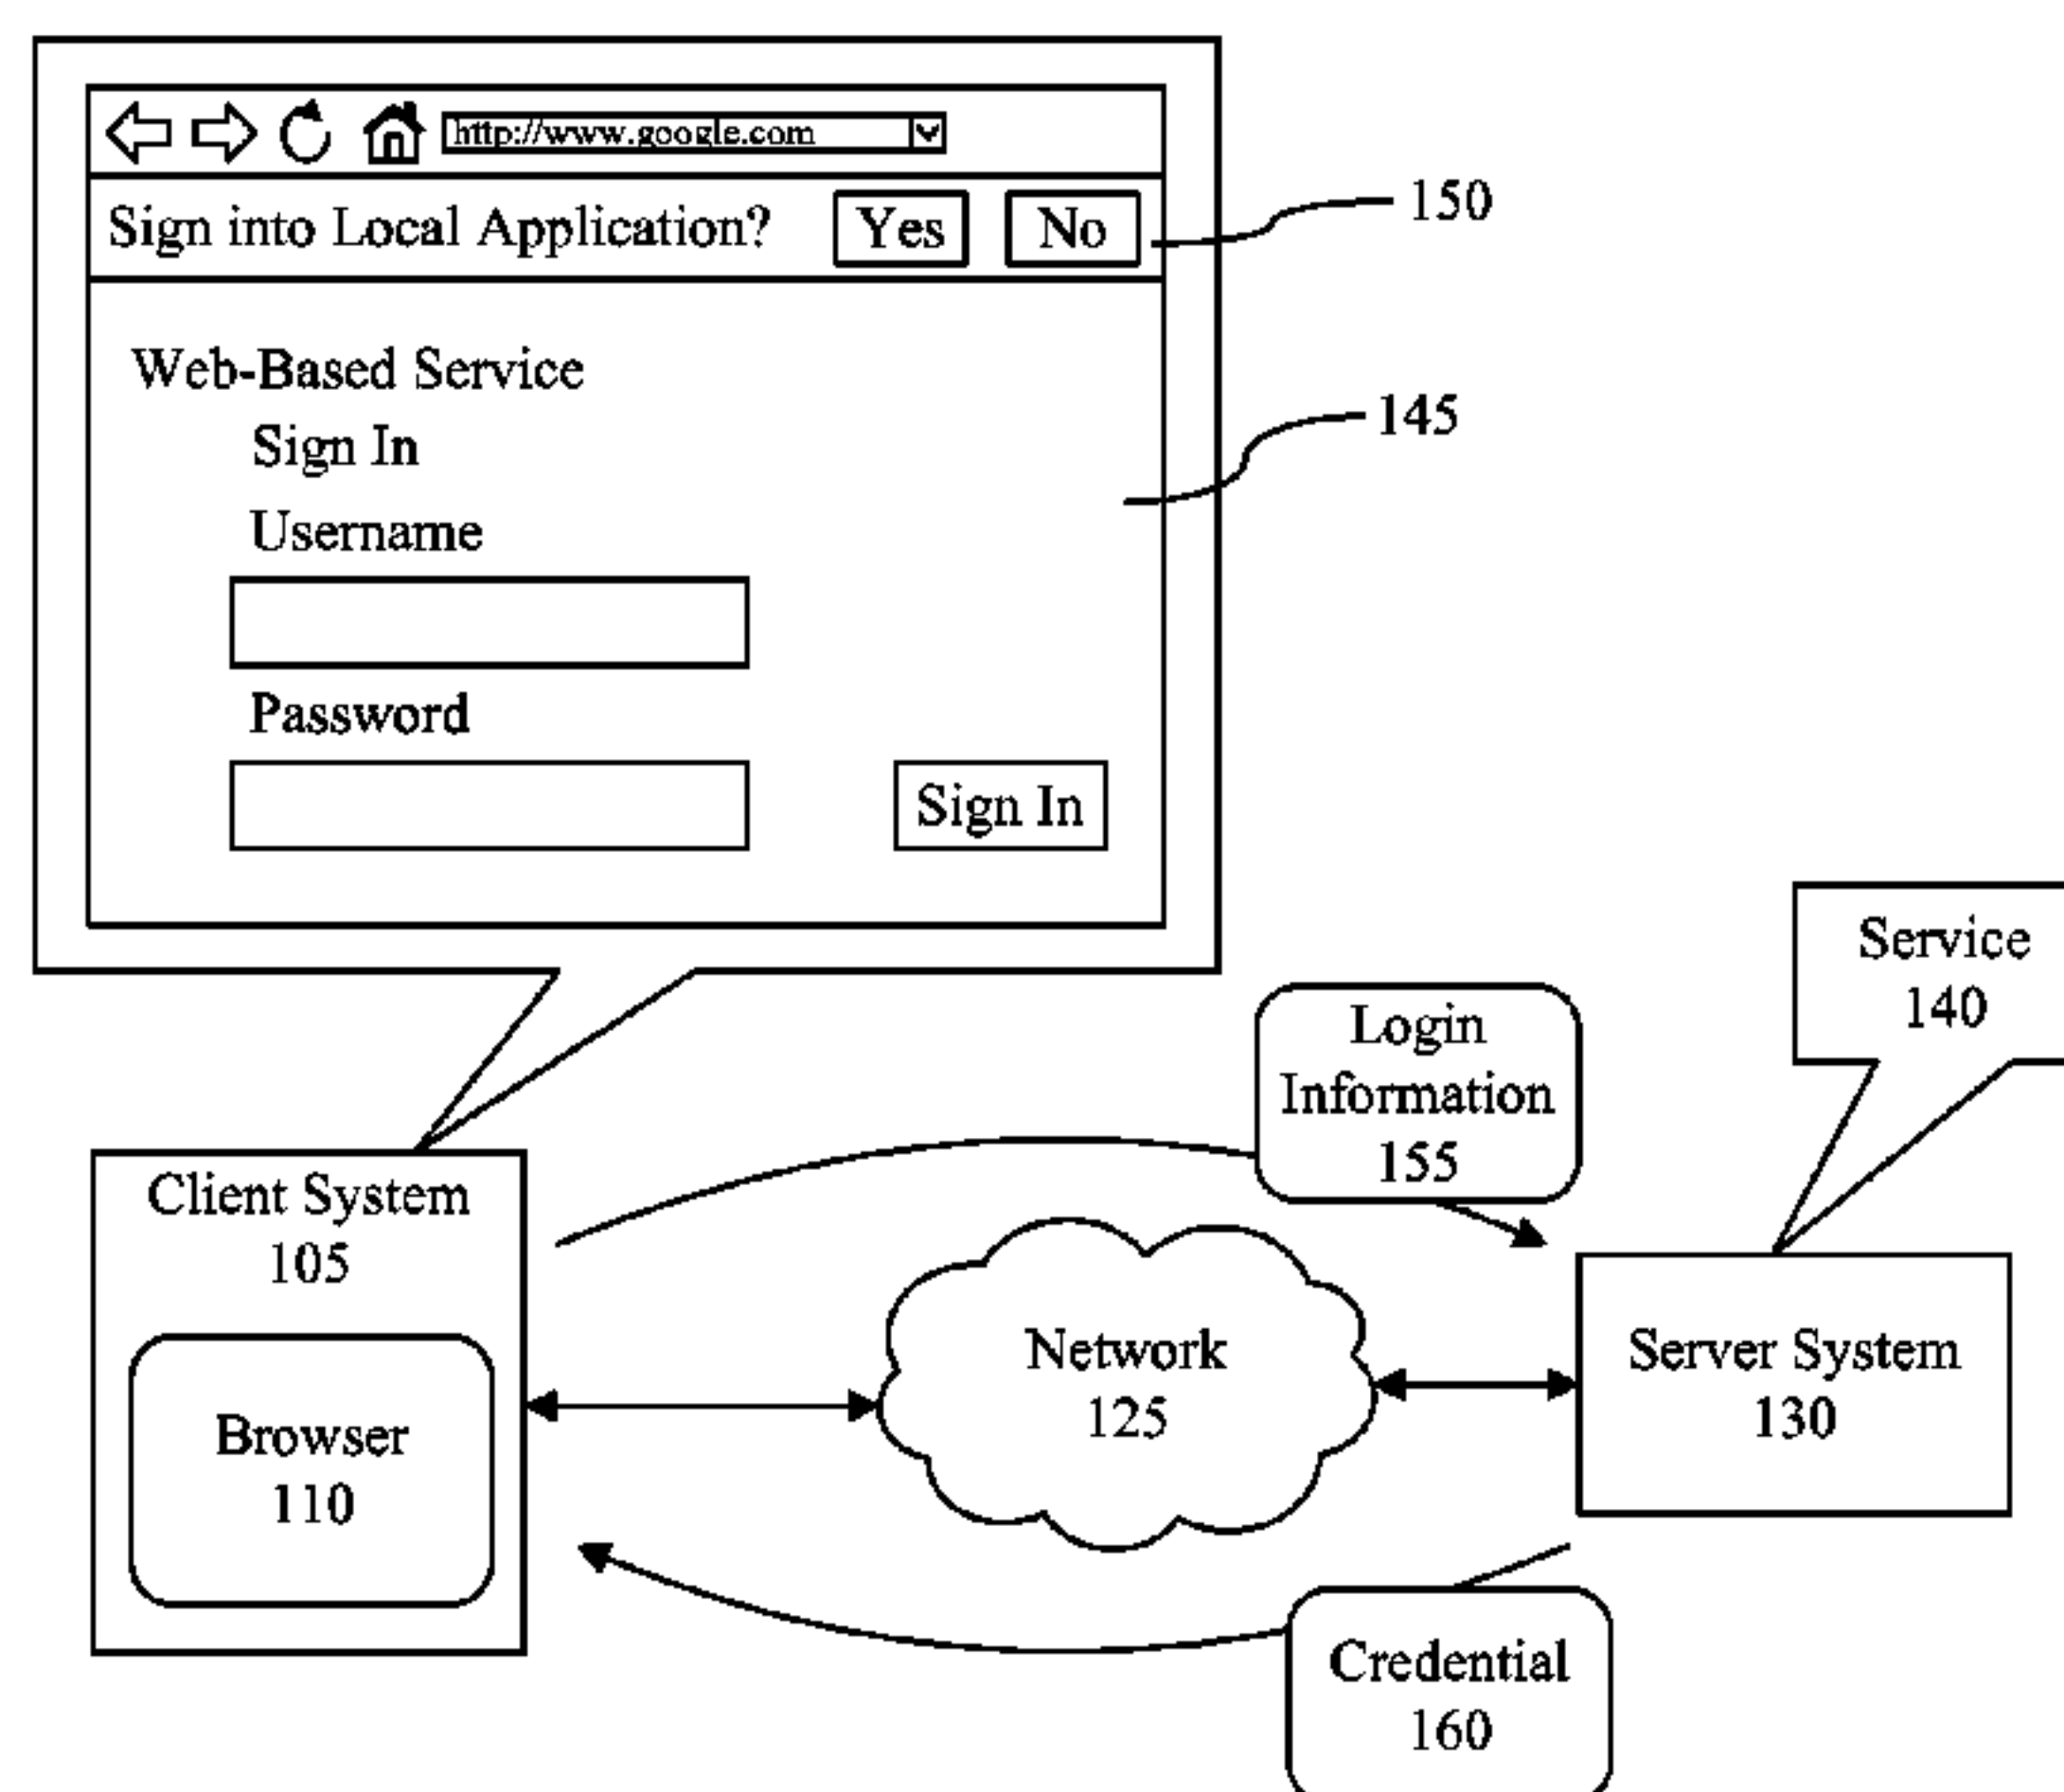 http://www.google.com
Sign into Local Application? Yes No
150
Web-Based Service
145
Sign In
Username
Password
Sign In
Service
140
Login
Information
155
Client System
105
Browser
110
Network
125
Server System
130
Credential
160